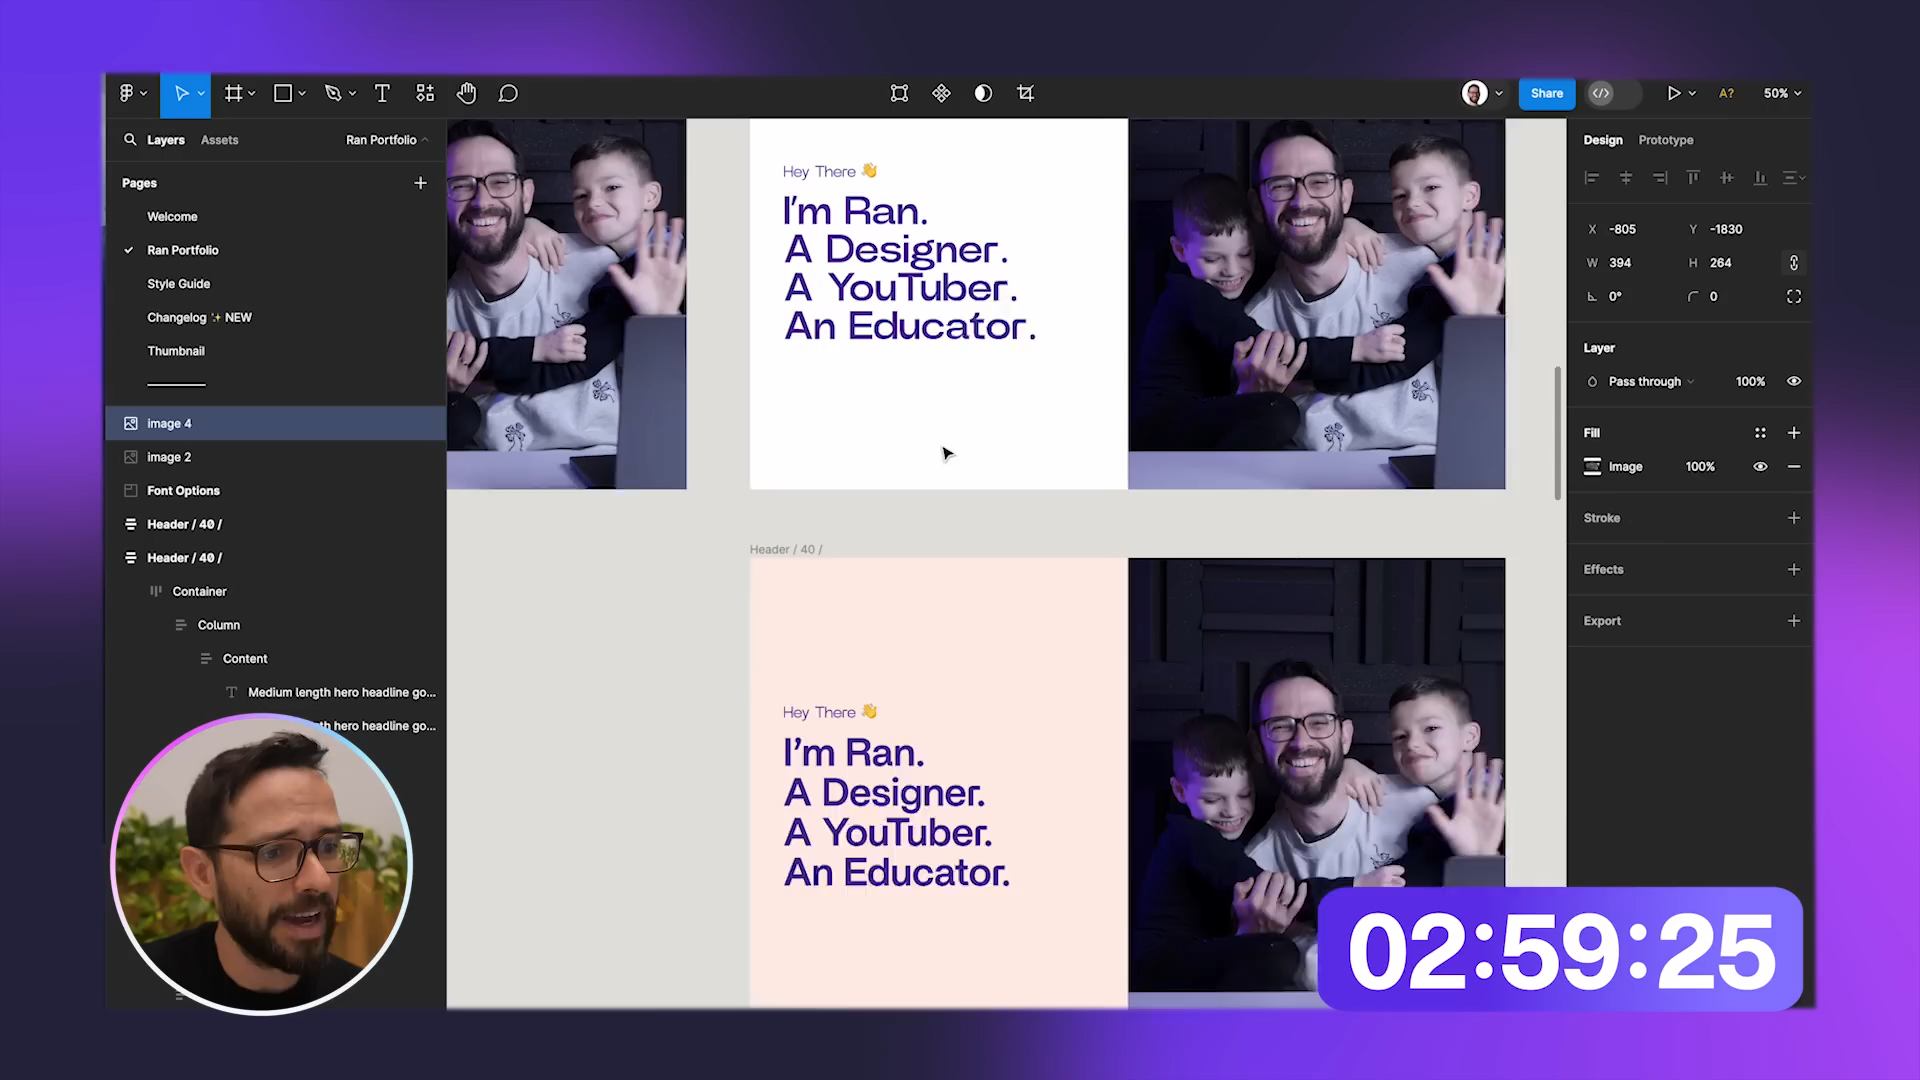 Share
A?
50%
Layers
Assets
Ran Portfolio
Design
Prototype
Pages
Welcome
Ran Portfolio
Style Guide
Changelog ✨ NEW
Thumbnail
image 4
image 2
Font Options
Header / 40 /
Header / 40 /
Container
Column
Content
Medium length hero headline go...
th hero headline go...
Hey There 👋
I'm Ran.
A Designer.
A YouTuber.
An Educator.
Header / 40 /
Hey There 👋
I'm Ran.
A Designer.
A YouTuber.
An Educator.
X -805
Y -1830
W 394
H 264
0°
0
Layer
Pass through
100%
Fill
Image
100%
Stroke
Effects
Export
02:59:25